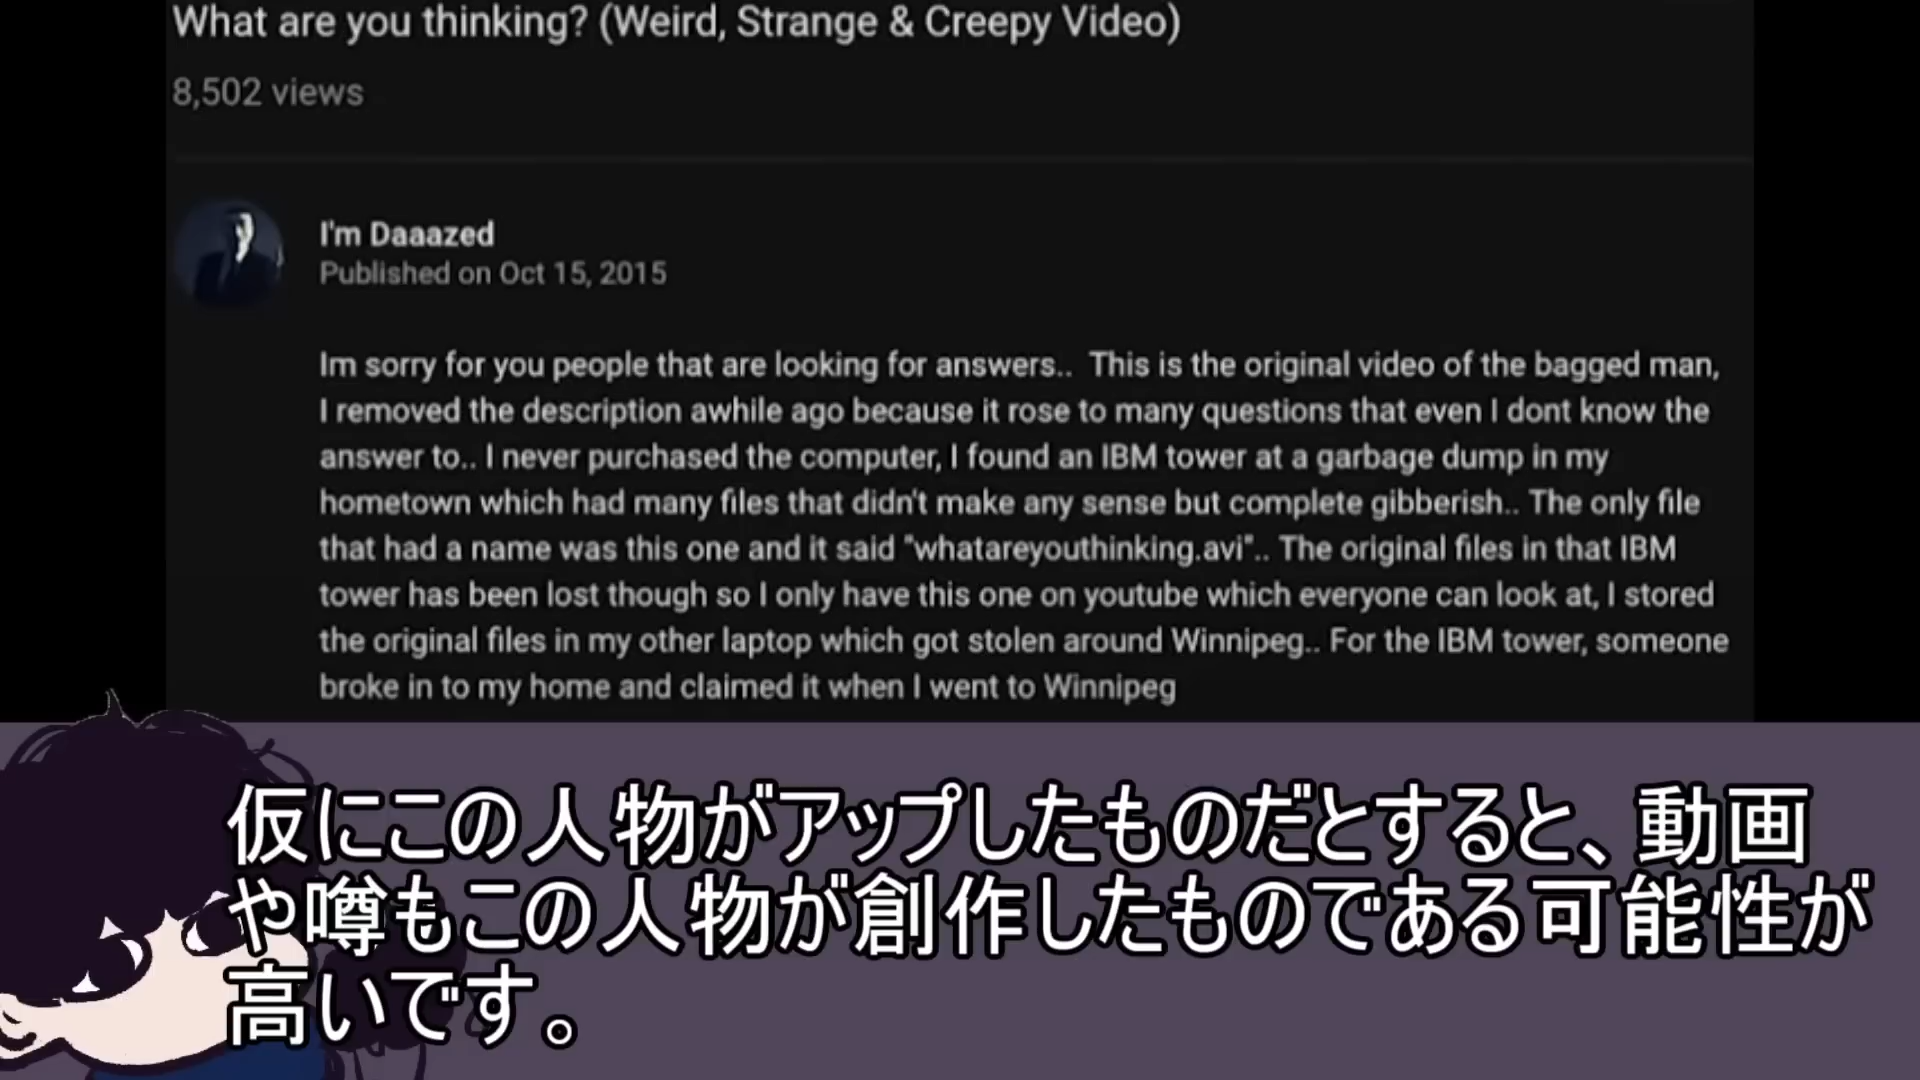 What are you thinking? (Weird, Strange & Creepy Video)
8,502 views
I'm Daaazed
Published on Oct 15, 2015
Im sorry for you people that are looking for answers..  This is the original video of the bagged man,
I removed the description awhile ago because it rose to many questions that even I dont know the
answer to.. I never purchased the computer, I found an IBM tower at a garbage dump in my
hometown which had many files that didn't make any sense but complete gibberish.. The only file
that had a name was this one and it said "whatareyouthinking.avi".. The original files in that IBM
tower has been lost though so I only have this one on youtube which everyone can look at, I stored
the original files in my other laptop which got stolen around Winnipeg.. For the IBM tower, someone
broke in to my home and claimed it when I went to Winnipeg
仮にこの人物がアップしたものだとすると、動画
や噂もこの人物が創作したものである可能性が
高いです。